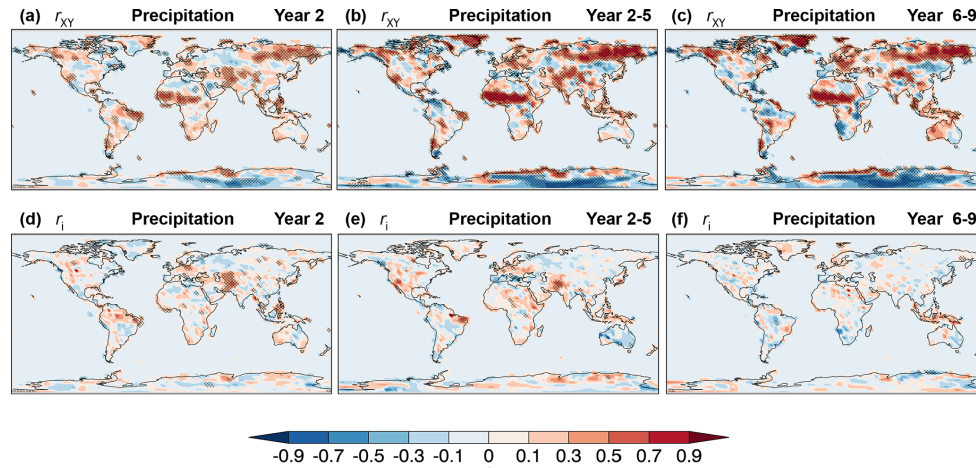 (a) rXY Precipitation Year 2
(b) rXY Precipitation Year 2-5
(c) rXY Precipitation Year 6-9
(d) ri Precipitation Year 2
(e) ri Precipitation Year 2-5
(f) ri Precipitation Year 6-9
-0.9 -0.7 -0.5 -0.3 -0.1 0 0.1 0.3 0.5 0.7 0.9